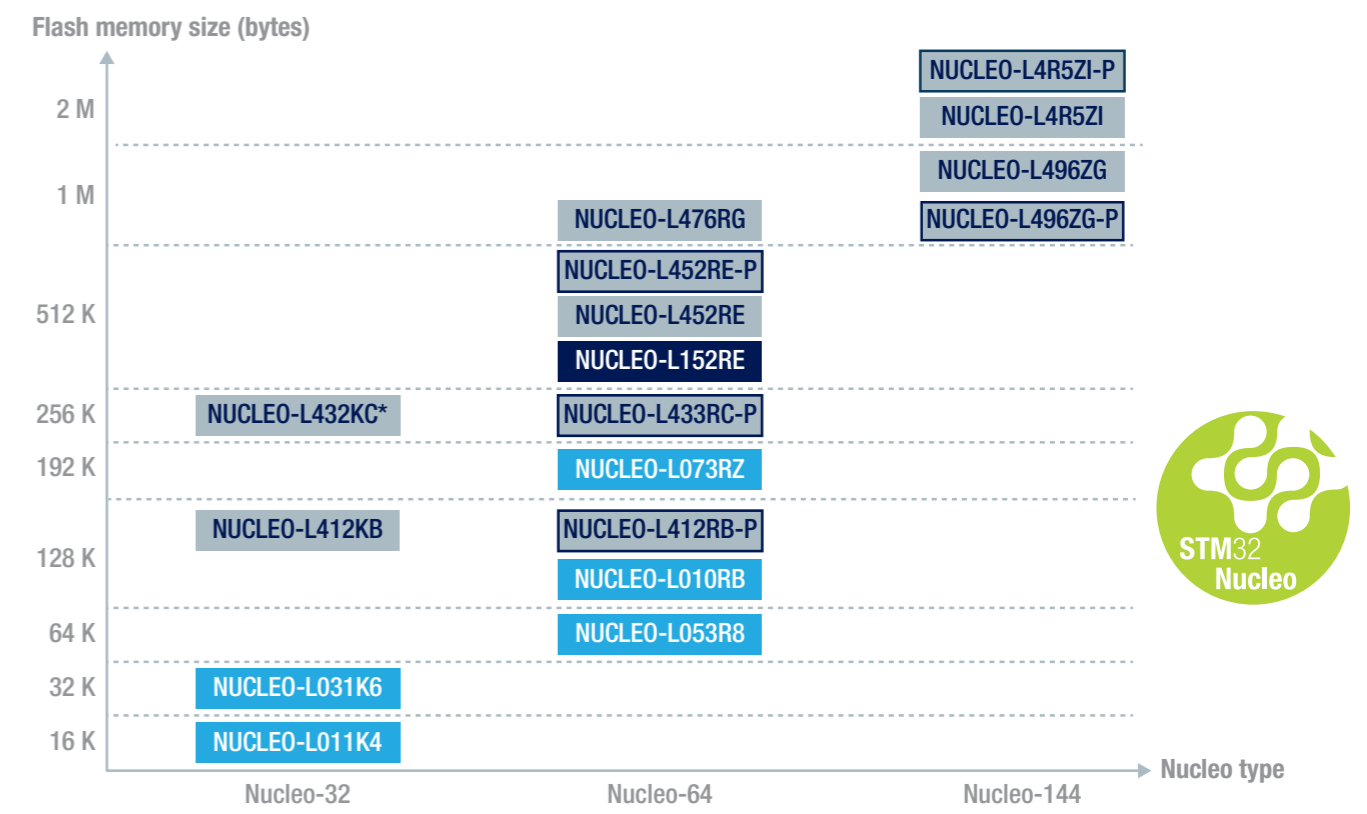 Flash memory size (bytes)
NUCLEO-L4R5ZI-P
2 M
NUCLEO-L4R5ZI
NUCLEO-L496ZG
1 M
NUCLEO-L476RG
NUCLEO-L496ZG-P
NUCLEO-L452RE-P
512 K
NUCLEO-L452RE
NUCLEO-L152RE
256 K
NUCLEO-L432KC*
NUCLEO-L433RC-P
192 K
NUCLEO-L073RZ
NUCLEO-L412KB
NUCLEO-L412RB-P
128 K
NUCLEO-L010RB
STM32
Nucleo
64 K
NUCLEO-L053R8
32 K
NUCLEO-L031K6
16 K
NUCLEO-L011K4
Nucleo type
Nucleo-32
Nucleo-64
Nucleo-144